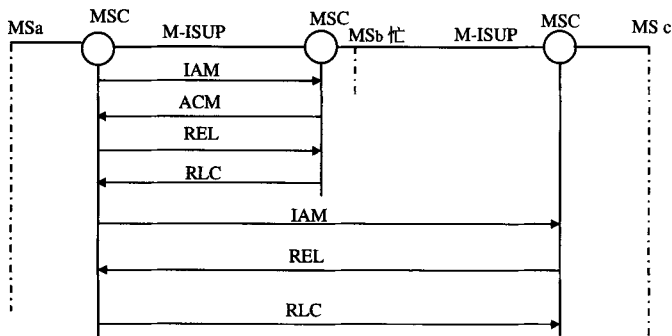 MSa MSC M-ISUP MSC MSb 忙 M-ISUP MSC MS c
IAM
ACM
REL
RLC
IAM
REL
RLC